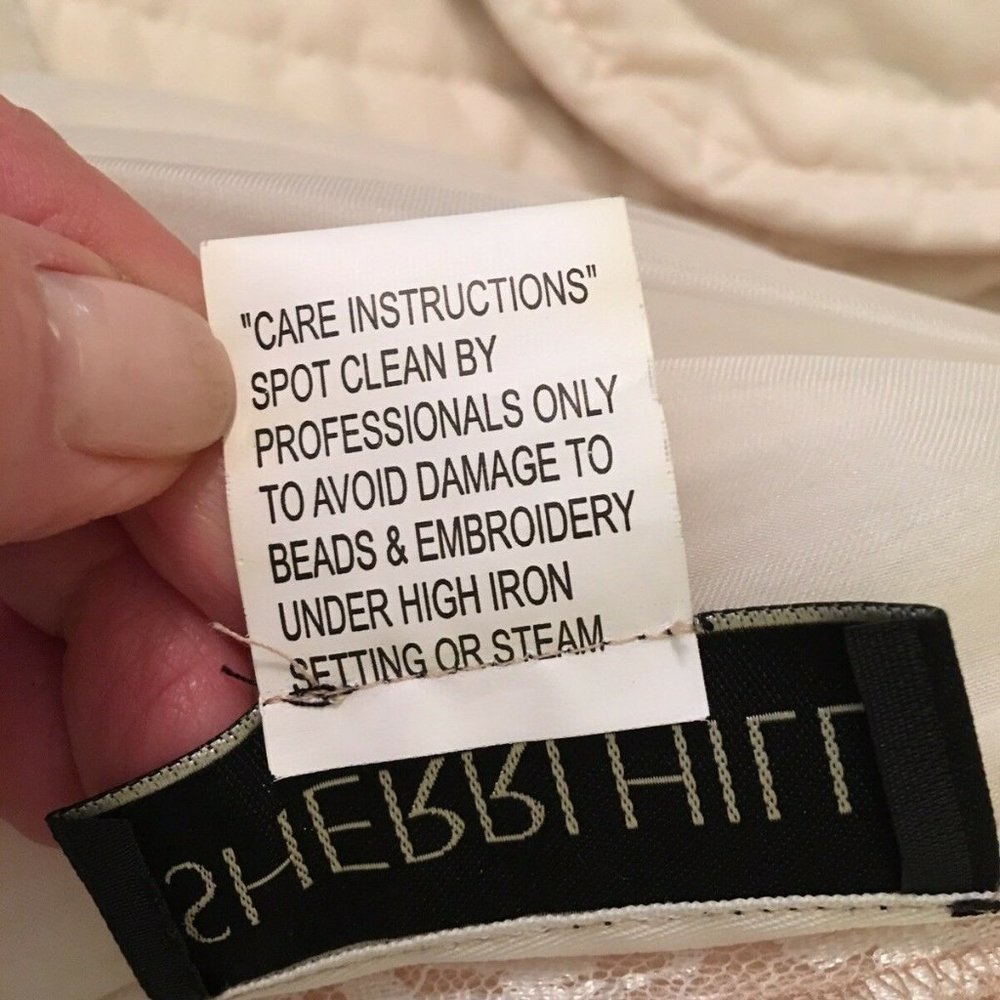 "CARE INSTRUCTIONS"
SPOT CLEAN BY
PROFESSIONALS ONLY
TO AVOID DAMAGE TO
BEADS & EMBROIDERY
UNDER HIGH IRON
SETTING OR STEAM
SHERRI HILL